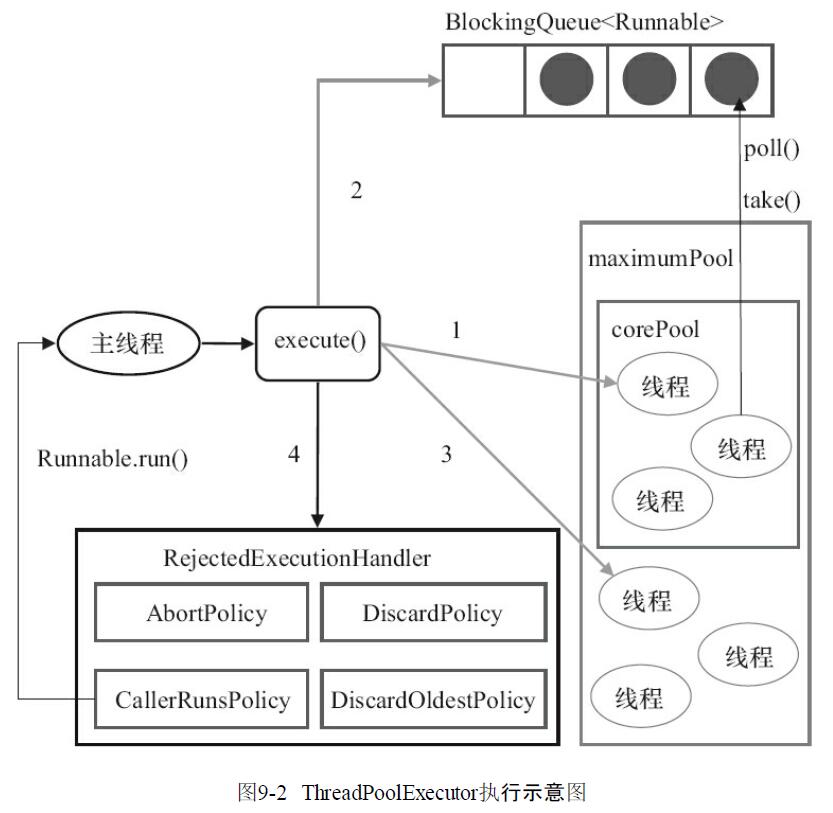 BlockingQueue<Runnable>
poll()
2
take()
maximumPool
corePool
主线程
execute()
1
线程
线程
Runnable.run()
4
3
线程
RejectedExecutionHandler
AbortPolicy
DiscardPolicy
线程
线程
CallerRunsPolicy
DiscardOldestPolicy
线程
图9-2 ThreadPoolExecutor执行示意图